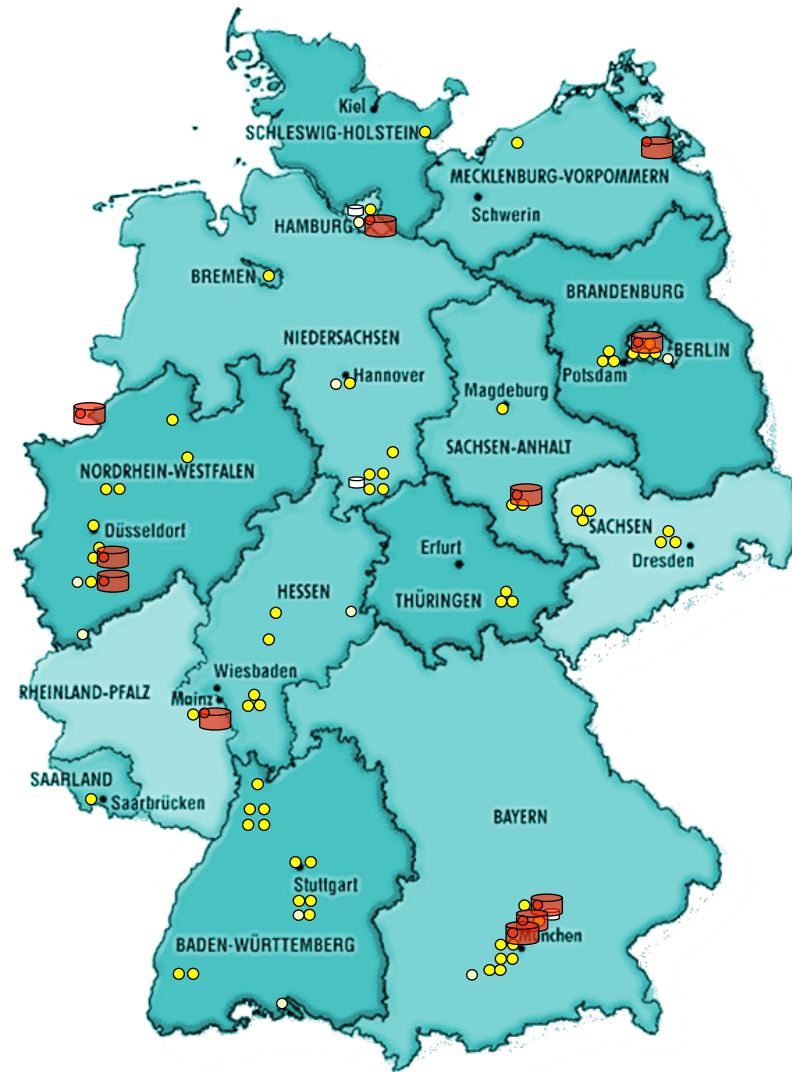 Kiel
SCHLESWIG-HOLSTEIN
MECKLENBURG-VORPOMMERN
Schwerin
HAMBURG
BREMEN
BRANDENBURG
NIEDERSACHSEN
BERLIN
Hannover
Potsdam
Magdeburg
SACHSEN-ANHALT
NORDRHEIN-WESTFALEN
Düsseldorf
SACHSEN
Dresden
Erfurt
HESSEN
THÜRINGEN
Wiesbaden
RHEINLAND-PFALZ
Mainz
SAARLAND
Saarbrücken
BAYERN
Stuttgart
München
BADEN-WÜRTTEMBERG